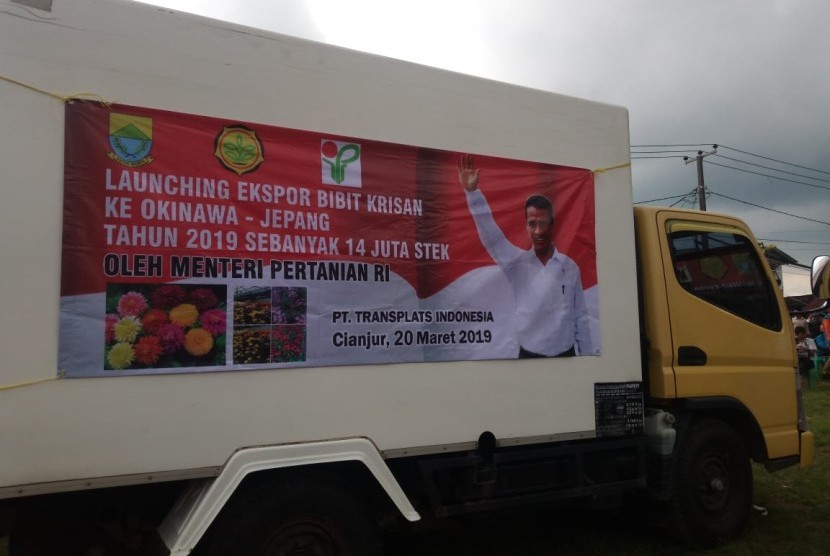 LAUNCHING EKSPOR BIBIT KRISAN
KE OKINAWA - JEPANG
TAHUN 2019 SEBANYAK 14 JUTA STEK
OLEH MENTERI PERTANIAN RI
PT. TRANSPLATS INDONESIA
Cianjur, 20 Maret 2019